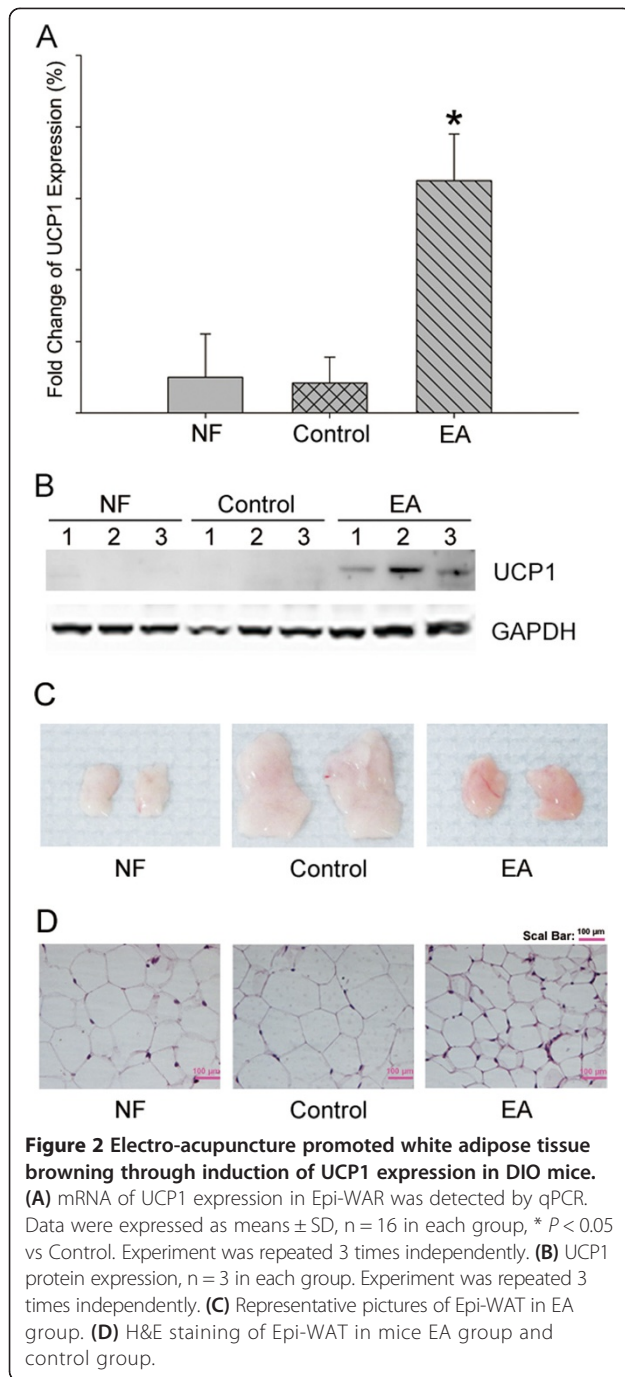 A
Fold Change of UCP1 Expression (%)
*
NF Control EA
B
NF Control EA
1 2 3 1 2 3 1 2 3
UCP1
GAPDH
C
NF Control EA
D
Scal Bar: 100 µm
100 µm 100 µm 100 µm
NF Control EA
Figure 2 Electro-acupuncture promoted white adipose tissue
browning through induction of UCP1 expression in DIO mice.
(A) mRNA of UCP1 expression in Epi-WAR was detected by qPCR.
Data were expressed as means ± SD, n = 16 in each group, * P < 0.05
vs Control. Experiment was repeated 3 times independently. (B) UCP1
protein expression, n = 3 in each group. Experiment was repeated 3
times independently. (C) Representative pictures of Epi-WAT in EA
group. (D) H&E staining of Epi-WAT in mice EA group and
control group.